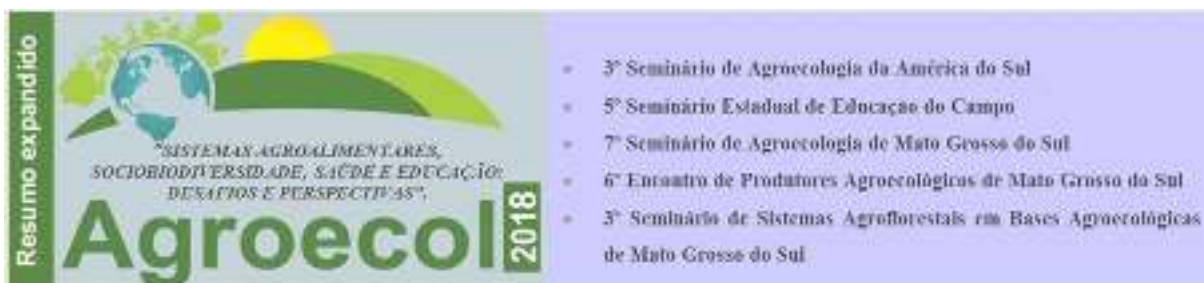 Resumo expandido
"SISTEMAS AGROALIMENTARES,
SOCIOBIODIVERSIDADE, SAÚDE E EDUCAÇÃO:
DESAFIOS E PERSPECTIVAS".
Agroecol
2018
3º Seminário de Agroecologia da América do Sul
5º Seminário Estadual de Educação do Campo
7º Seminário de Agroecologia de Mato Grosso do Sul
6º Encontro de Produtores Agroecológicos de Mato Grosso do Sul
3º Seminário de Sistemas Agroflorestais em Bases Agroecológicas
de Mato Grosso do Sul